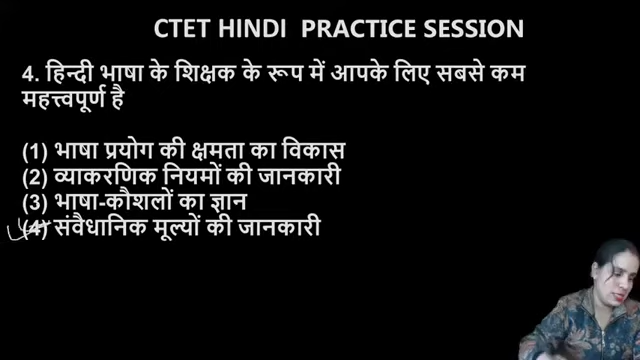 CTET HINDI PRACTICE SESSION
4. हिन्दी भाषा के शिक्षक के रूप में आपके लिए सबसे कम
महत्त्वपूर्ण है
(1) भाषा प्रयोग की क्षमता का विकास
(2) व्याकरणिक नियमों की जानकारी
(3) भाषा-कौशलों का ज्ञान
(4) संवैधानिक मूल्यों की जानकारी